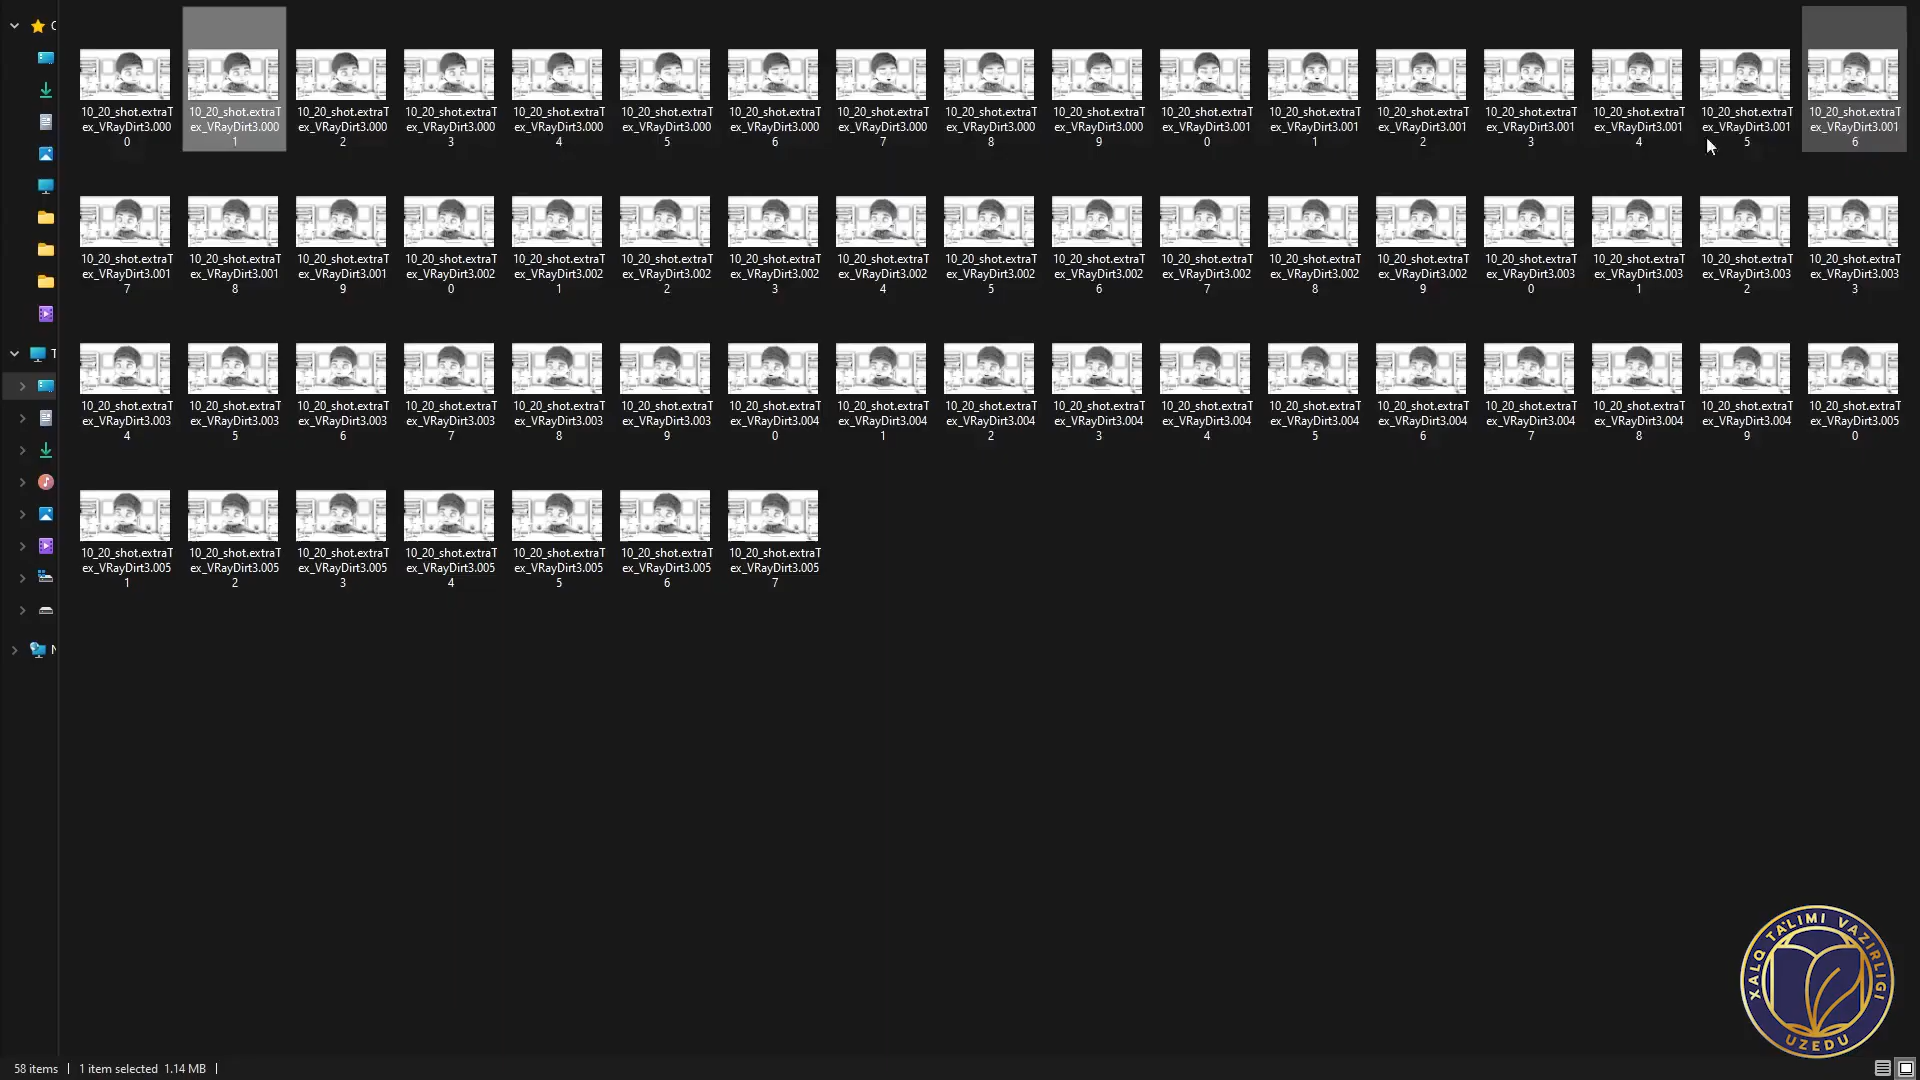 C
10_20_shot.extraT
ex_VRayDirt3.000
0
10_20_shot.extraT
ex_VRayDirt3.000
1
10_20_shot.extraT
ex_VRayDirt3.000
2
10_20_shot.extraT
ex_VRayDirt3.000
3
10_20_shot.extraT
ex_VRayDirt3.000
4
10_20_shot.extraT
ex_VRayDirt3.000
5
10_20_shot.extraT
ex_VRayDirt3.000
6
10_20_shot.extraT
ex_VRayDirt3.000
7
10_20_shot.extraT
ex_VRayDirt3.000
8
10_20_shot.extraT
ex_VRayDirt3.000
9
10_20_shot.extraT
ex_VRayDirt3.001
0
10_20_shot.extraT
ex_VRayDirt3.001
1
10_20_shot.extraT
ex_VRayDirt3.001
2
10_20_shot.extraT
ex_VRayDirt3.001
3
10_20_shot.extraT
ex_VRayDirt3.001
4
10_20_shot.extraT
ex_VRayDirt3.001
5
10_20_shot.extraT
ex_VRayDirt3.001
6
10_20_shot.extraT
ex_VRayDirt3.001
7
10_20_shot.extraT
ex_VRayDirt3.001
8
10_20_shot.extraT
ex_VRayDirt3.001
9
10_20_shot.extraT
ex_VRayDirt3.002
0
10_20_shot.extraT
ex_VRayDirt3.002
1
10_20_shot.extraT
ex_VRayDirt3.002
2
10_20_shot.extraT
ex_VRayDirt3.002
3
10_20_shot.extraT
ex_VRayDirt3.002
4
10_20_shot.extraT
ex_VRayDirt3.002
5
10_20_shot.extraT
ex_VRayDirt3.002
6
10_20_shot.extraT
ex_VRayDirt3.002
7
10_20_shot.extraT
ex_VRayDirt3.002
8
10_20_shot.extraT
ex_VRayDirt3.002
9
10_20_shot.extraT
ex_VRayDirt3.003
0
10_20_shot.extraT
ex_VRayDirt3.003
1
10_20_shot.extraT
ex_VRayDirt3.003
2
10_20_shot.extraT
ex_VRayDirt3.003
3
T
10_20_shot.extraT
ex_VRayDirt3.003
4
10_20_shot.extraT
ex_VRayDirt3.003
5
10_20_shot.extraT
ex_VRayDirt3.003
6
10_20_shot.extraT
ex_VRayDirt3.003
7
10_20_shot.extraT
ex_VRayDirt3.003
8
10_20_shot.extraT
ex_VRayDirt3.003
9
10_20_shot.extraT
ex_VRayDirt3.004
0
10_20_shot.extraT
ex_VRayDirt3.004
1
10_20_shot.extraT
ex_VRayDirt3.004
2
10_20_shot.extraT
ex_VRayDirt3.004
3
10_20_shot.extraT
ex_VRayDirt3.004
4
10_20_shot.extraT
ex_VRayDirt3.004
5
10_20_shot.extraT
ex_VRayDirt3.004
6
10_20_shot.extraT
ex_VRayDirt3.004
7
10_20_shot.extraT
ex_VRayDirt3.004
8
10_20_shot.extraT
ex_VRayDirt3.004
9
10_20_shot.extraT
ex_VRayDirt3.005
0
10_20_shot.extraT
ex_VRayDirt3.005
1
10_20_shot.extraT
ex_VRayDirt3.005
2
10_20_shot.extraT
ex_VRayDirt3.005
3
10_20_shot.extraT
ex_VRayDirt3.005
4
10_20_shot.extraT
ex_VRayDirt3.005
5
10_20_shot.extraT
ex_VRayDirt3.005
6
10_20_shot.extraT
ex_VRayDirt3.005
7
N
XALQ TA'LIMI VAZIRLIGI
UZEDU
58 items | 1 item selected 1.14 MB |